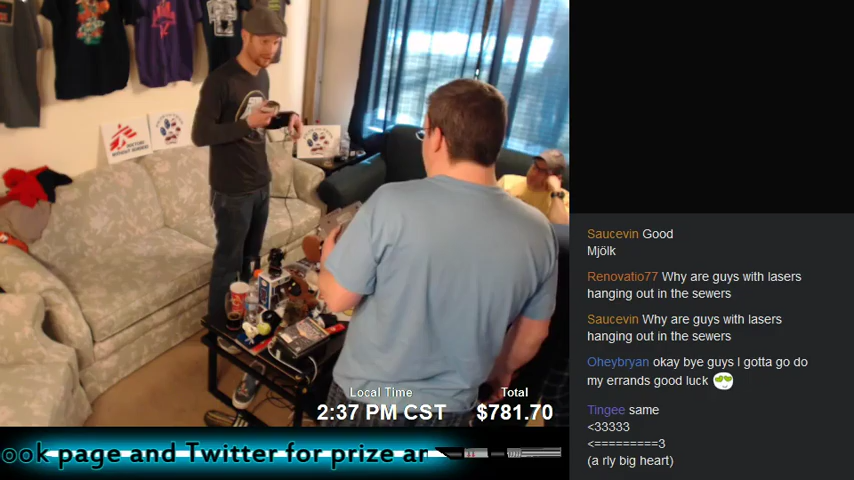 Saucevin Good
Mjölk
Renovatio77 Why are guys with lasers
hanging out in the sewers
Saucevin Why are guys with lasers
hanging out in the sewers
Oheybryan okay bye guys I gotta go do
my errands good luck
Tingee same
<33333
<=========3
(a rly big heart)
Local Time
2:37 PM CST
Total
$781.70
ook page and Twitter for prize ar